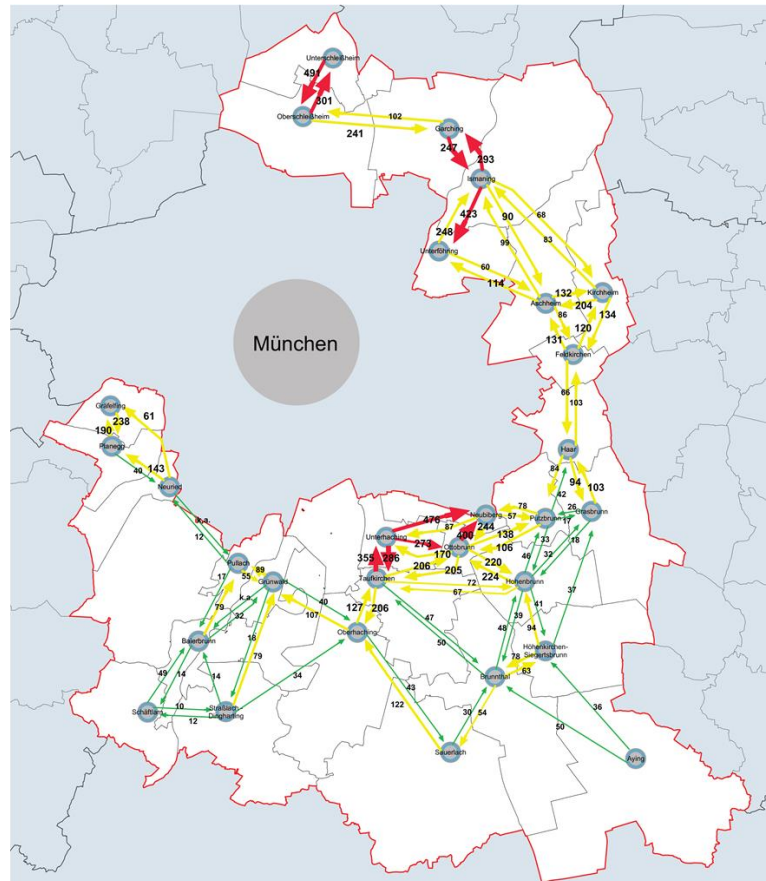 Unterschleißheim
491
301
Oberschleißheim
102
241
Garching
247
293
Ismaning
423
90
68
248
99
83
Unterföhring
60
114
Aschheim
132
204
Kirchheim
86
134
120
131
Feldkirchen
München
66
103
Gräfelfing
61
238
190
Planegg
40
143
Neuried
Haar
84
94
103
42
k.a.
12
476
Neubiberg
78
57
Putzbrunn
26
Grasbrunn
17
87
244
400
Unterhaching
273
Ottobrunn
138
106
33
46
32
18
355
286
170
206
205
220
224
Taufkirchen
72
67
Hohenbrunn
Pullach
89
55
17
Grünwald
k.a.
32
79
40
107
127
206
47
50
39
41
37
48
94
Oberhaching
Baierbrunn
18
79
Höhenkirchen-
Siegertsbrunn
78
63
Brunnthal
49
14
14
34
43
122
30
54
36
50
10
12
Schäftlarn
Straßlach-
Dingharting
Sauerlach
Aying